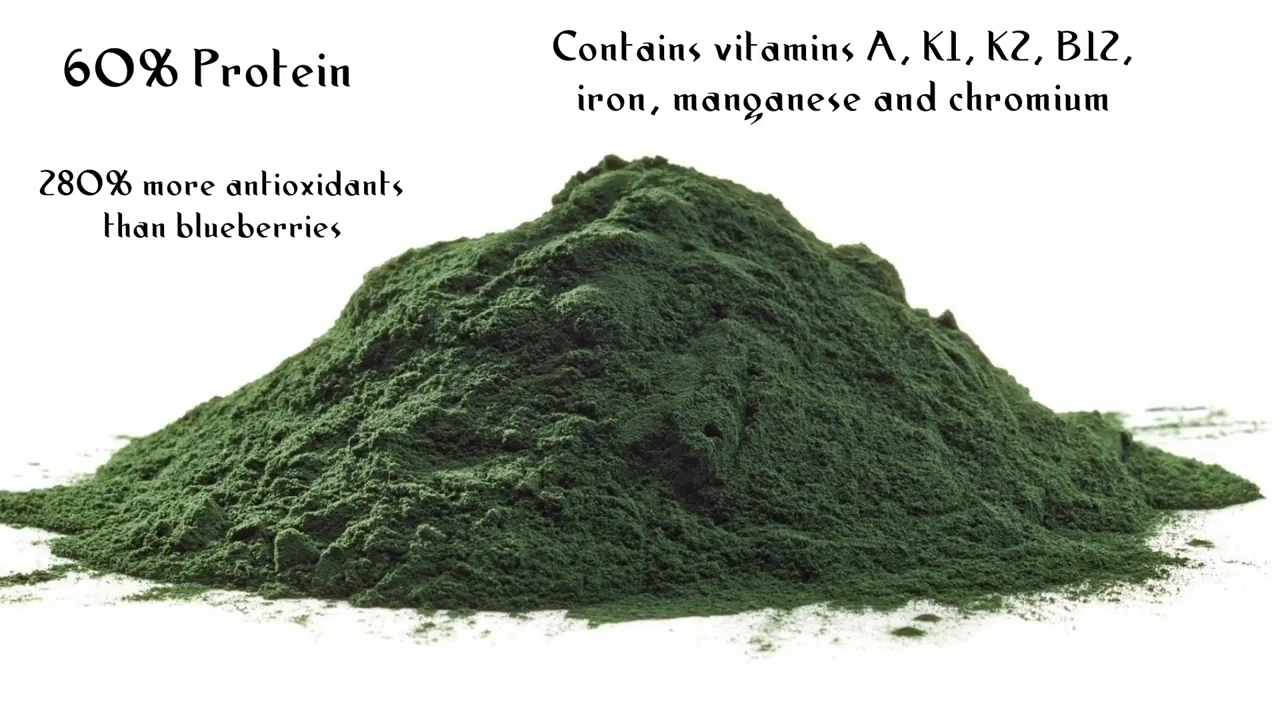 60% Protein
Contains vitamins A, K1, K2, B12,
iron, manganese and chromium
280% more antioxidants
than blueberries